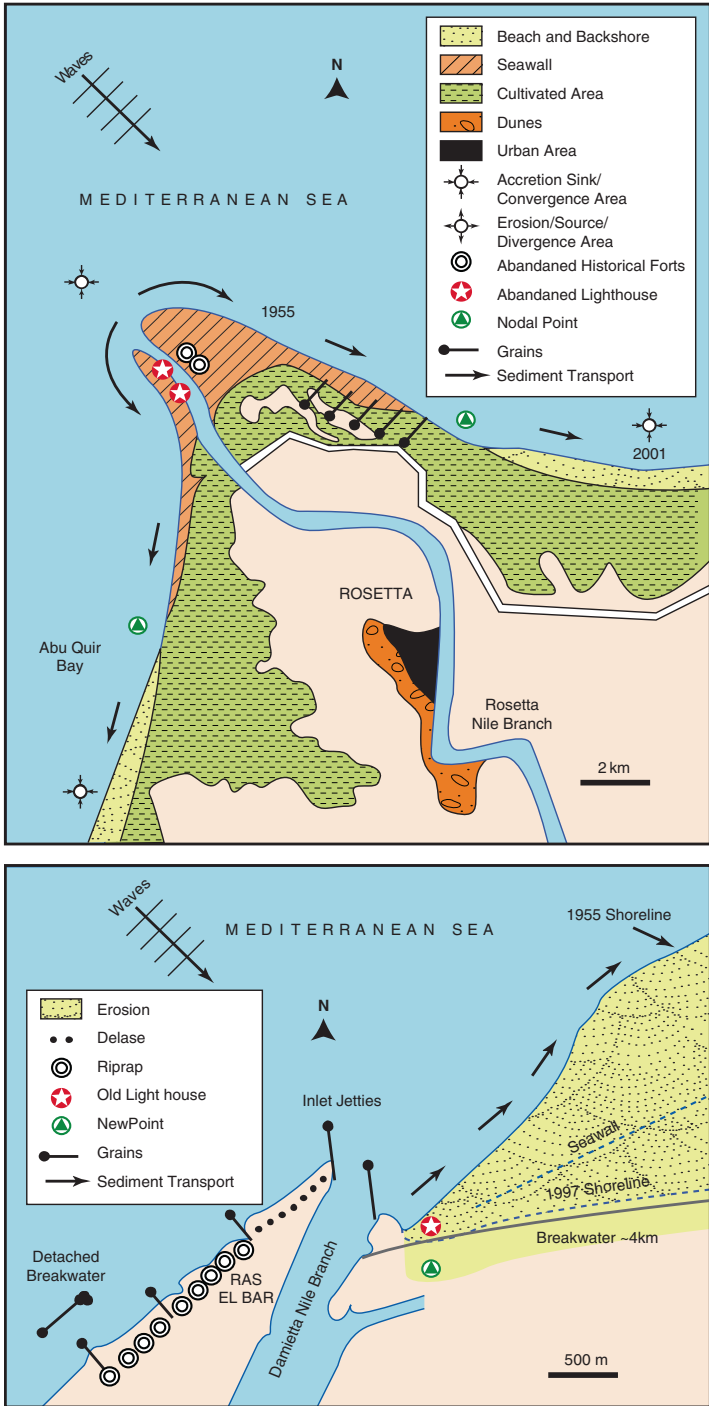 Waves
N
Beach and Backshore
Seawall
Cultivated Area
Dunes
Urban Area
Accretion Sink/
Convergence Area
Erosion/Source/
Divergence Area
Abandaned Historical Forts
Abandaned Lighthouse
Nodal Point
Grains
Sediment Transport
MEDITERRANEAN SEA
1955
2001
ROSETTA
Abu Quir
Bay
Rosetta
Nile Branch
2 km
Waves
MEDITERRANEAN SEA
1955 Shoreline
N
Erosion
Delase
Riprap
Old Light house
NewPoint
Grains
Sediment Transport
Inlet Jetties
Seawall
1997 Shoreline
Breakwater ~4km
Detached
Breakwater
RAS
EL BAR
Damietta Nile Branch
500 m